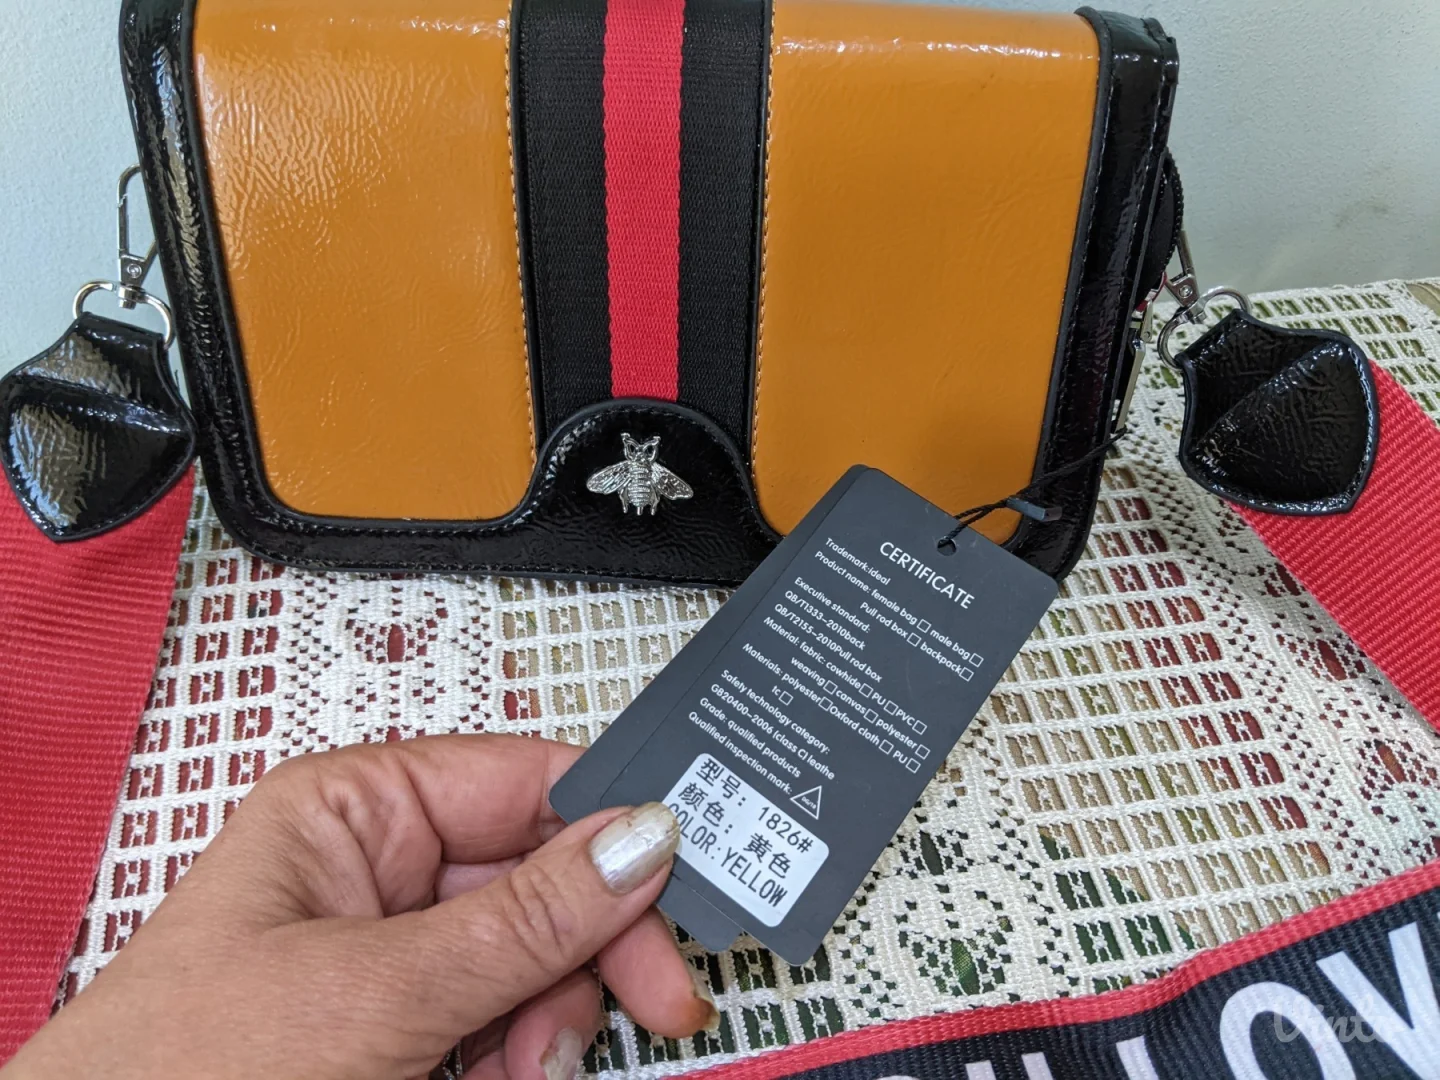 CERTIFICATE
Trademark:ideal
Product name: female bag□ male bag□
Pull rod box □ backpack□
Executive standard:
QB/T1333-2010back
QB/T2155-2010Pull rod box
Material: fabric: cowhide□PU□PVC□
weaving□canvas□polyester□
Materials: polyester□Oxford cloth □ PU□
tc□
Safety technology category:
GB20400-2006 (class C) leathe
Grade: qualified products
Qualified inspection mark:
型号: 1826#
颜色: 黄色
COLOR:YELLOW
LOV
Vinted